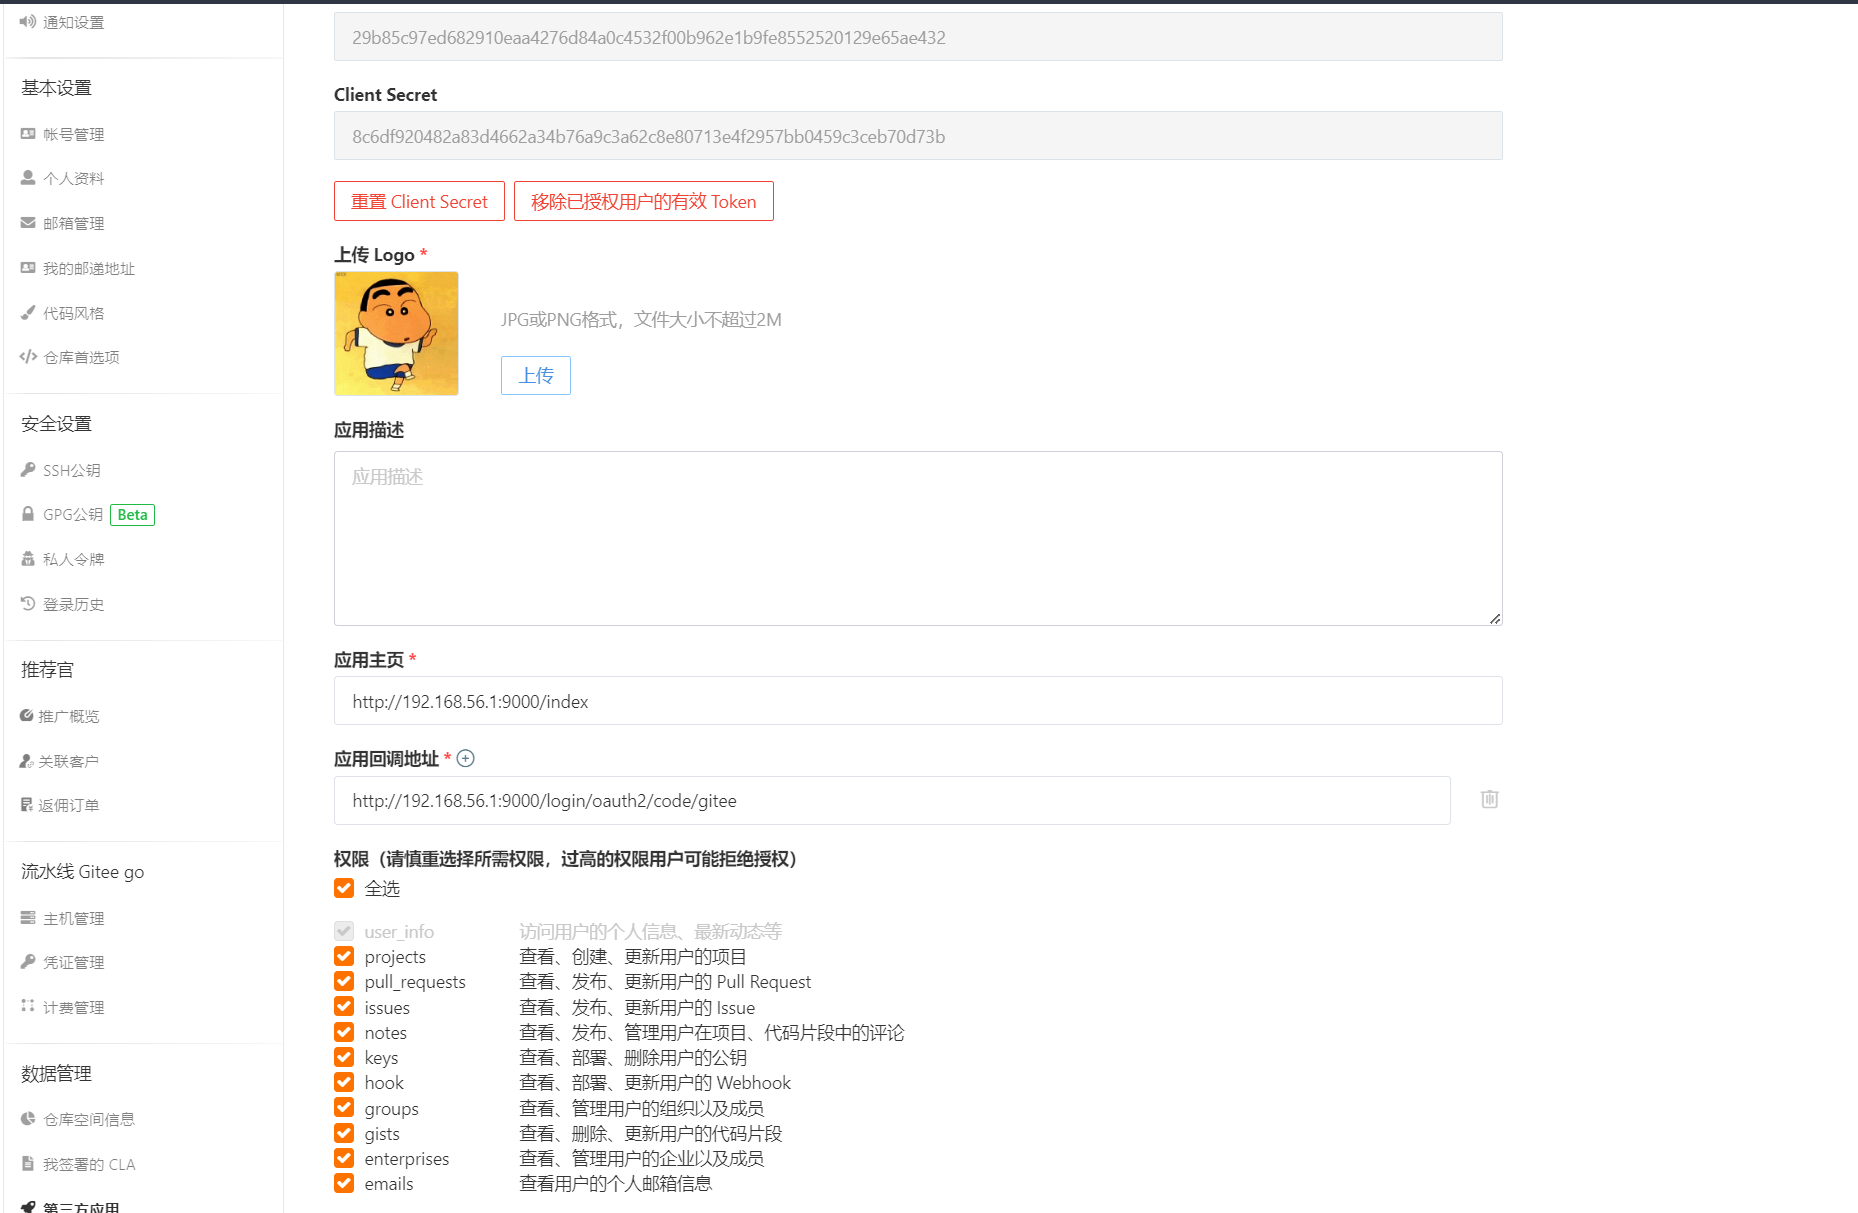 通知设置
29b85c97ed682910eaa4276d84a0c4532f00b962e1b9fe8552520129e65ae432
基本设置
Client Secret
帐号管理
8c6df920482a83d4662a34b76a9c3a62c8e80713e4f2957bb0459c3ceb70d73b
个人资料
重置 Client Secret 移除已授权用户的有效 Token
邮箱管理
上传 Logo *
我的邮递地址
代码风格
JPG或PNG格式，文件大小不超过2M
仓库首选项
上传
安全设置
应用描述
SSH公钥
应用描述
GPG公钥 Beta
私人令牌
登录历史
推荐官
应用主页 *
推广概览
http://192.168.56.1:9000/index
关联客户
应用回调地址 *
返佣订单
http://192.168.56.1:9000/login/oauth2/code/gitee
流水线 Gitee go
权限（请慎重选择所需权限，过高的权限用户可能拒绝授权）
全选
主机管理
user_info 访问用户的个人信息、最新动态等
projects 查看、创建、更新用户的项目
凭证管理
pull_requests 查看、发布、更新用户的 Pull Request
计费管理
issues 查看、发布、更新用户的 Issue
notes 查看、发布、管理用户在项目、代码片段中的评论
keys 查看、部署、删除用户的公钥
数据管理
hook 查看、部署、更新用户的 Webhook
groups 查看、管理用户的组织以及成员
仓库空间信息
gists 查看、删除、更新用户的代码片段
enterprises 查看、管理用户的企业以及成员
我签署的 CLA
emails 查看用户的个人邮箱信息
第三方应用